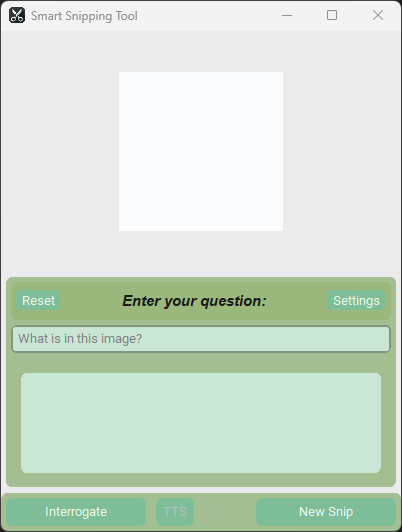 Smart Snipping Tool
Reset
Enter your question:
Settings
What is in this image?
Interrogate
TTS
New Snip